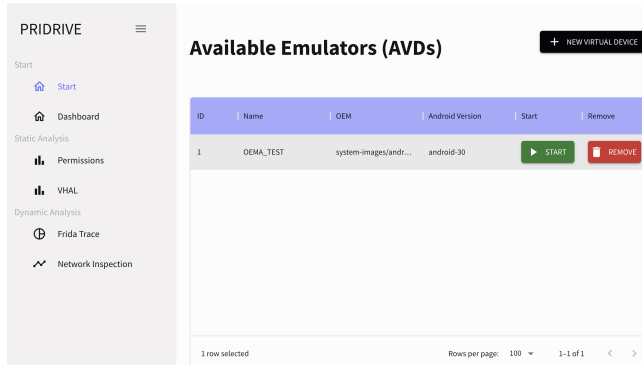 PRIDRIVE
Start
Start
Dashboard
Static Analysis
Permissions
VHAL
Dynamic Analysis
Frida Trace
Network Inspection
Available Emulators (AVDs)
+ NEW VIRTUAL DEVICE
ID Name OEM Android Version Start Remove
1 OEMA_TEST system-images/andr... android-30 START REMOVE
1 row selected Rows per page: 100 1–1 of 1